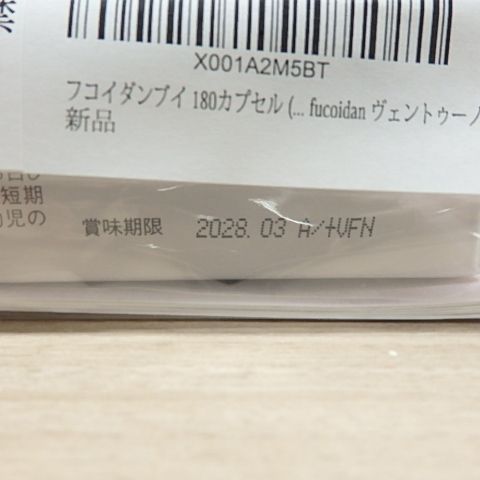 X001A2M5BT
フコイダンブイ 180カプセル (... fucoidan ヴェントゥーノ
新品
短期
児の
賞味期限 2028.03 A/+VFN